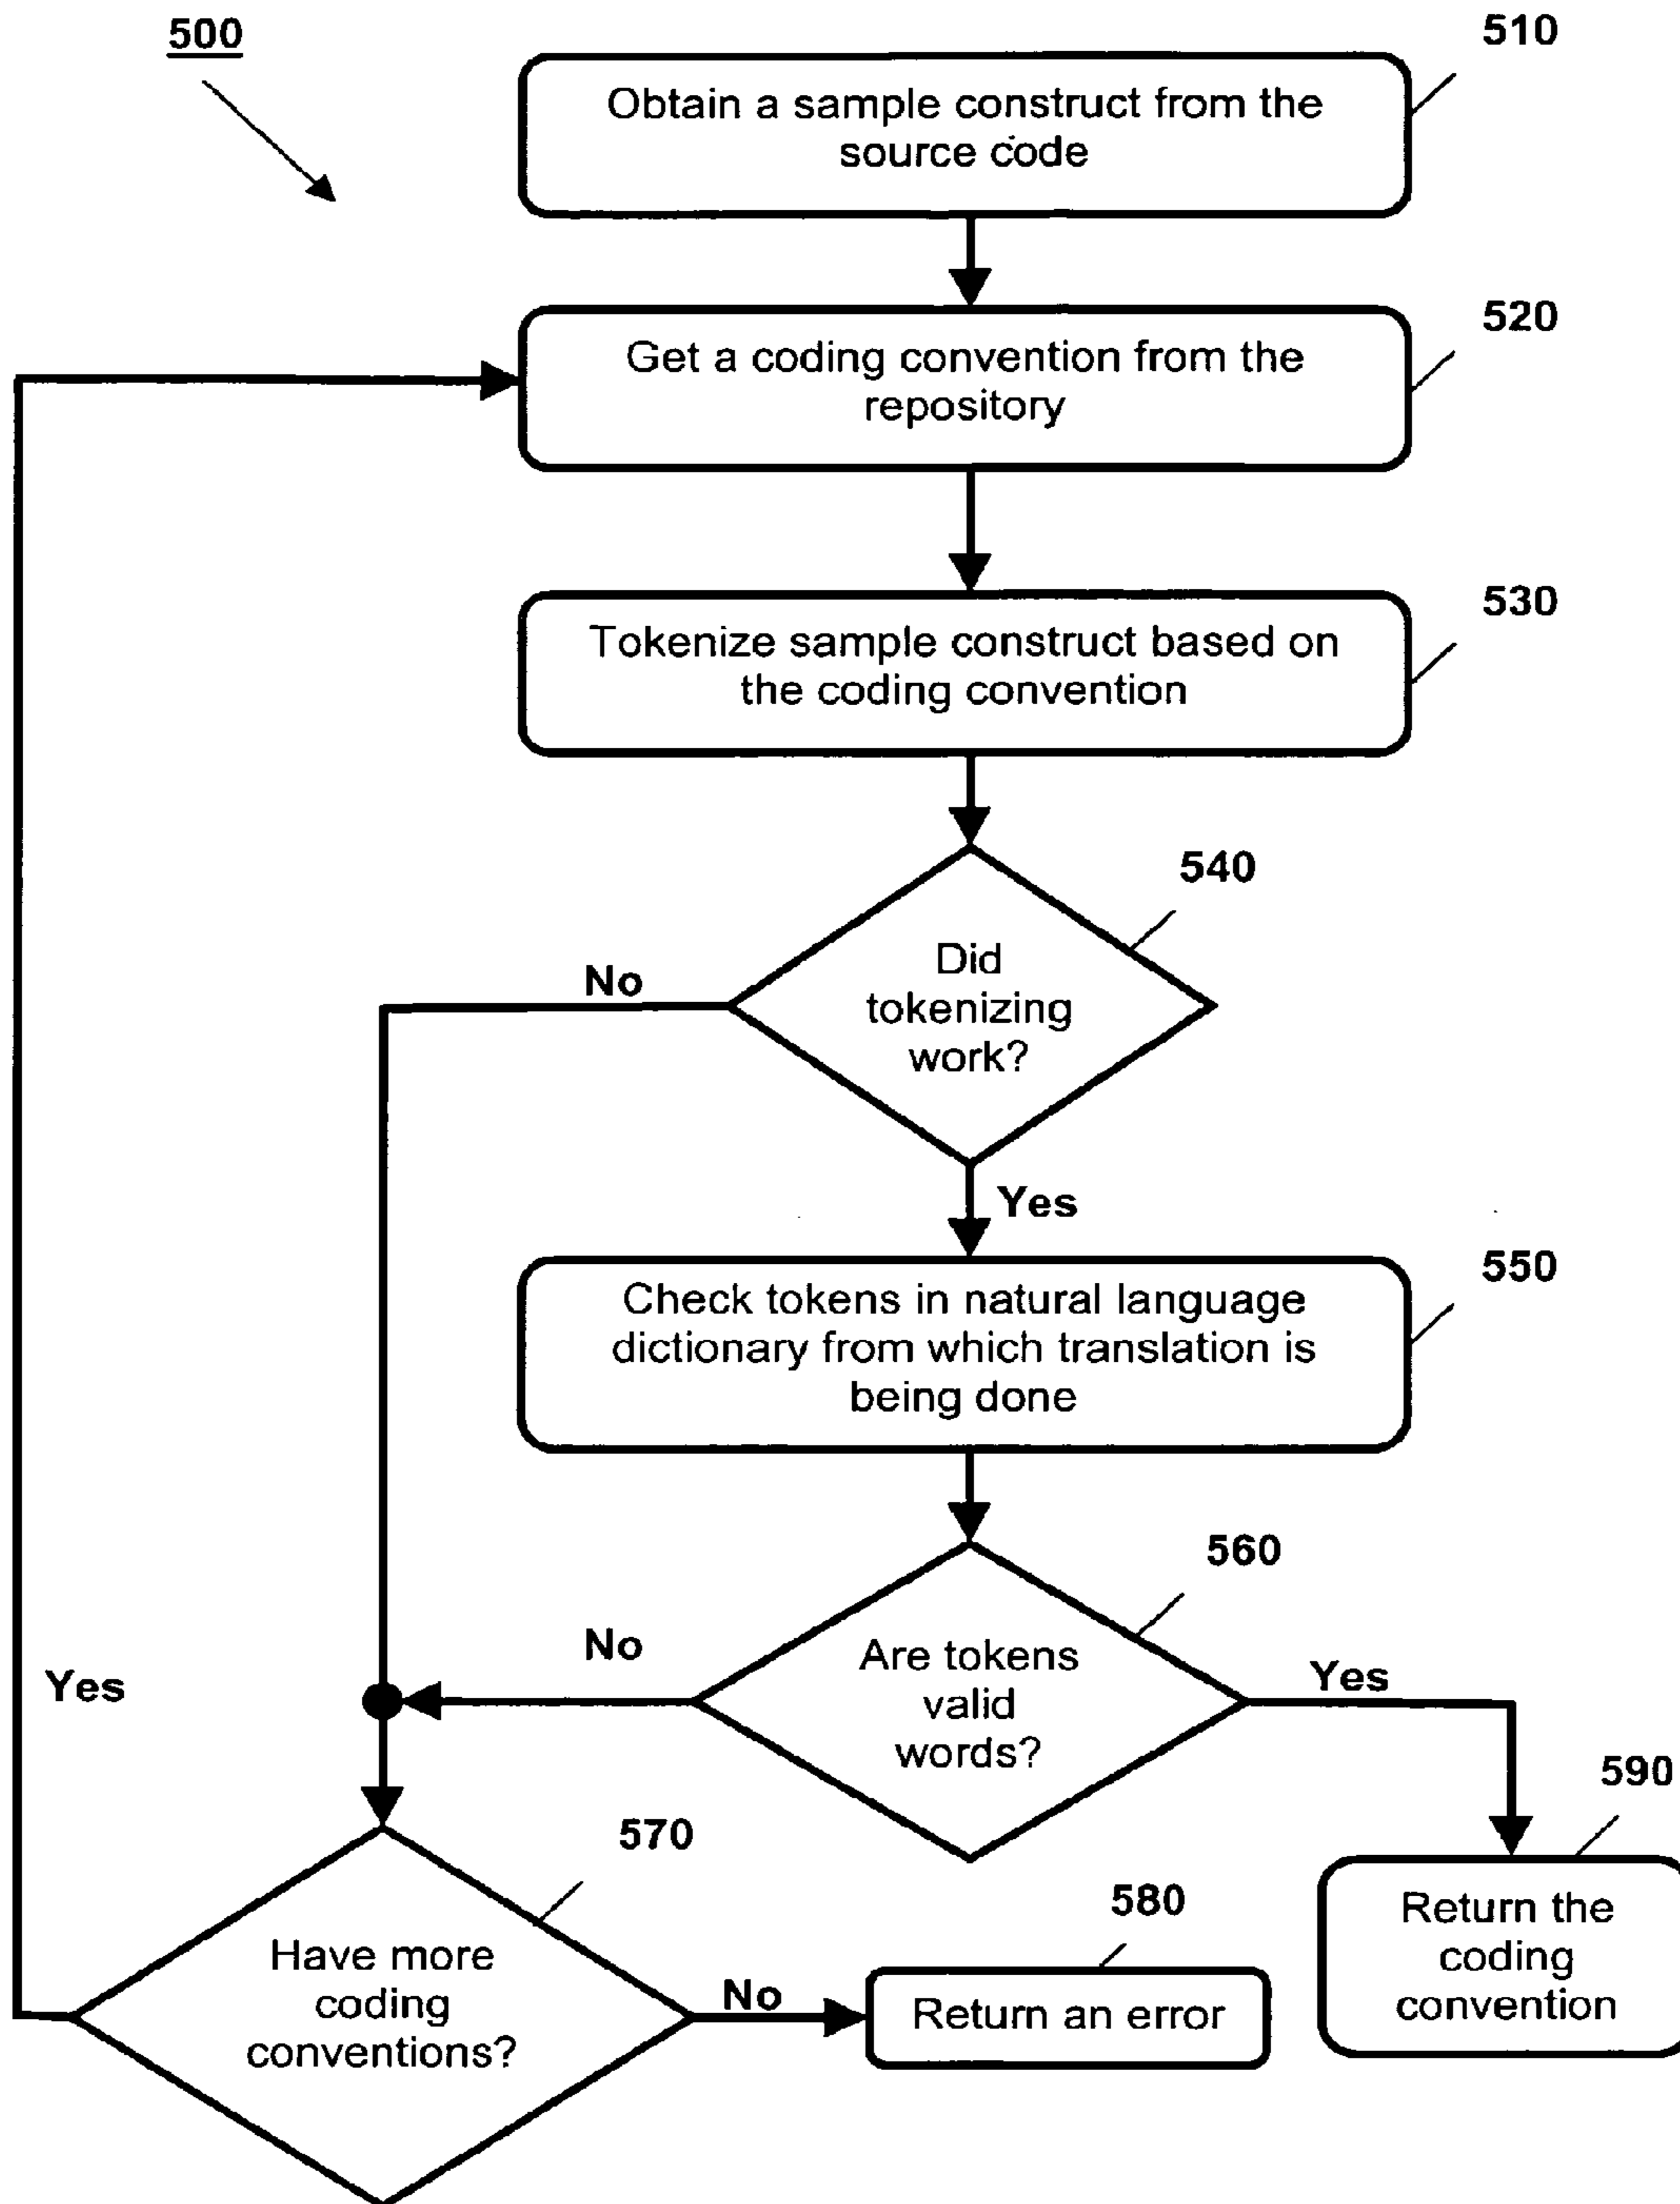 500
510
Obtain a sample construct from the
source code
520
Get a coding convention from the
repository
530
Tokenize sample construct based on
the coding convention
540
Did
tokenizing
work?
No
Yes
550
Check tokens in natural language
dictionary from which translation is
being done
560
Are tokens
valid
words?
No
Yes
Yes
590
Return the
coding
convention
570
Have more
coding
conventions?
No
580
Return an error